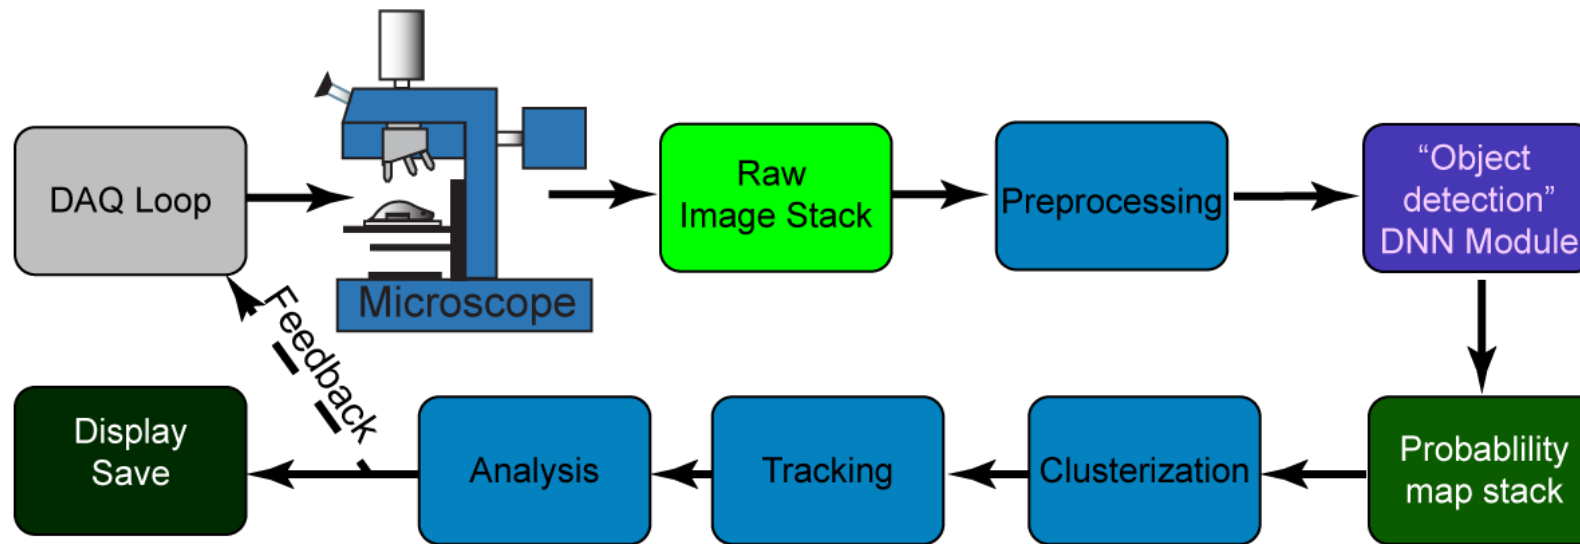 DAQ Loop
Microscope
Raw
Image Stack
Preprocessing
“Object
detection”
DNN Module
Feedback
Display
Save
Analysis
Tracking
Clusterization
Probablility
map stack